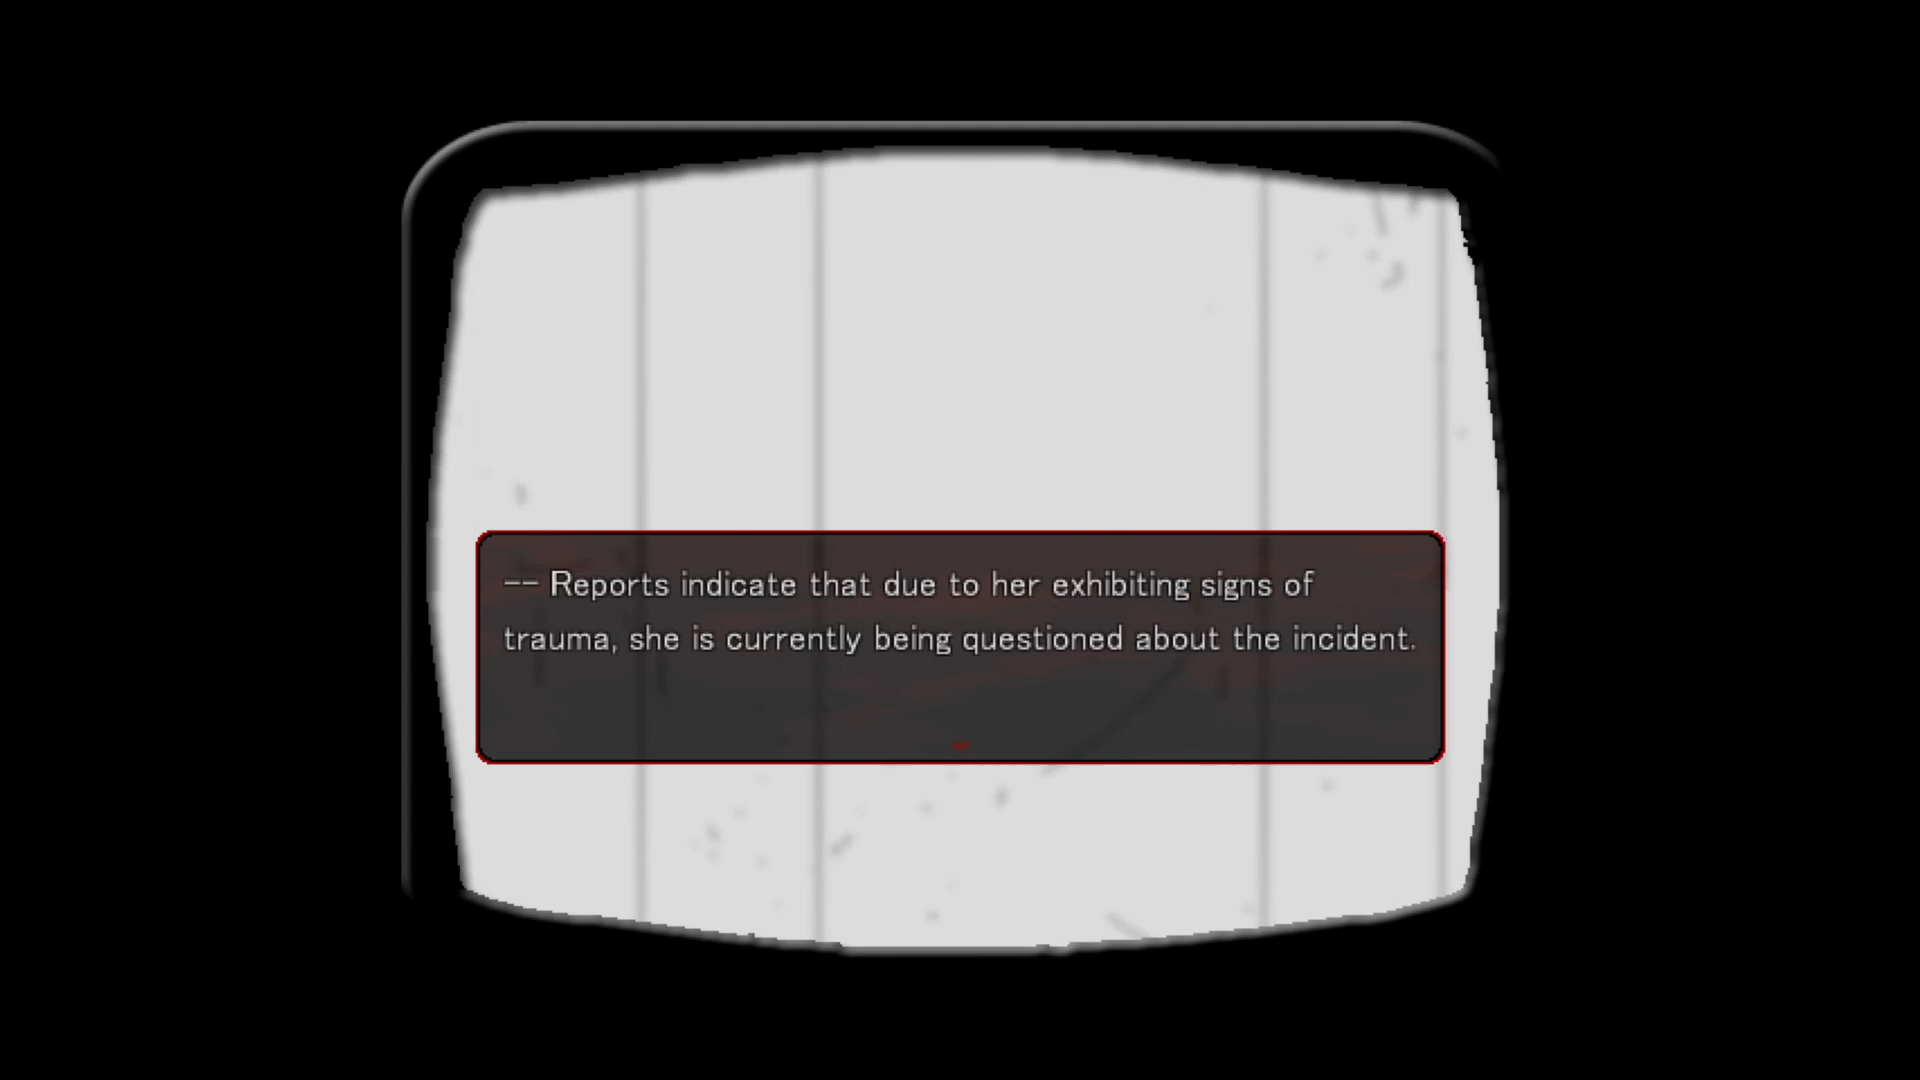 -- Reports indicate that due to her exhibiting signs of
trauma, she is currently being questioned about the incident.